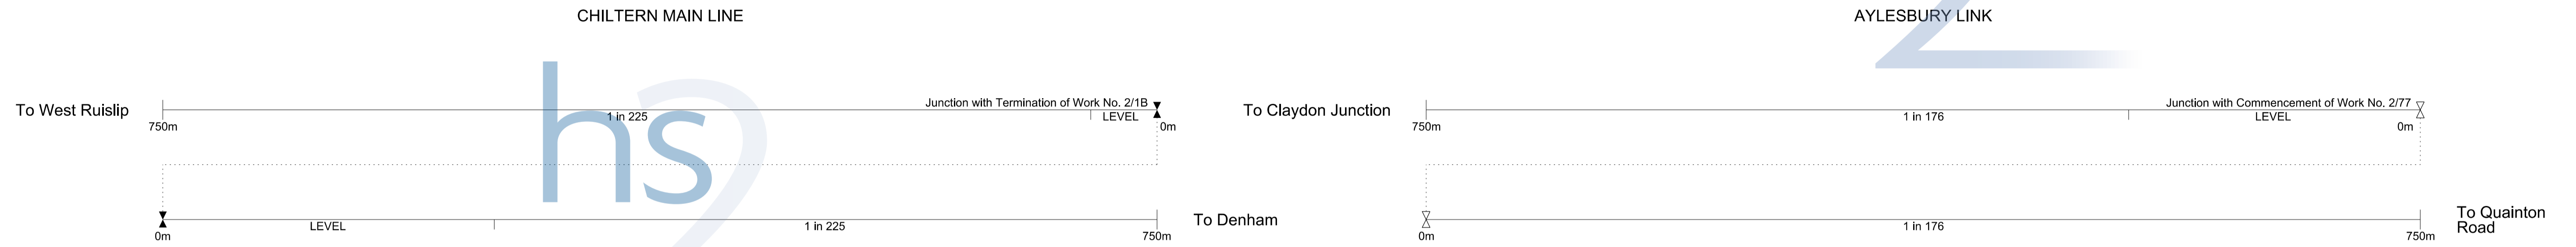 CHILTERN MAIN LINE
To West Ruislip
750m
1 in 225
Junction with Termination of Work No. 2/1B
LEVEL
0m
0m
LEVEL
1 in 225
750m
To Denham
hs2
AYLESBURY LINK
To Claydon Junction
750m
1 in 176
Junction with Commencement of Work No. 2/77
LEVEL
0m
0m
1 in 176
750m
To Quainton
Road